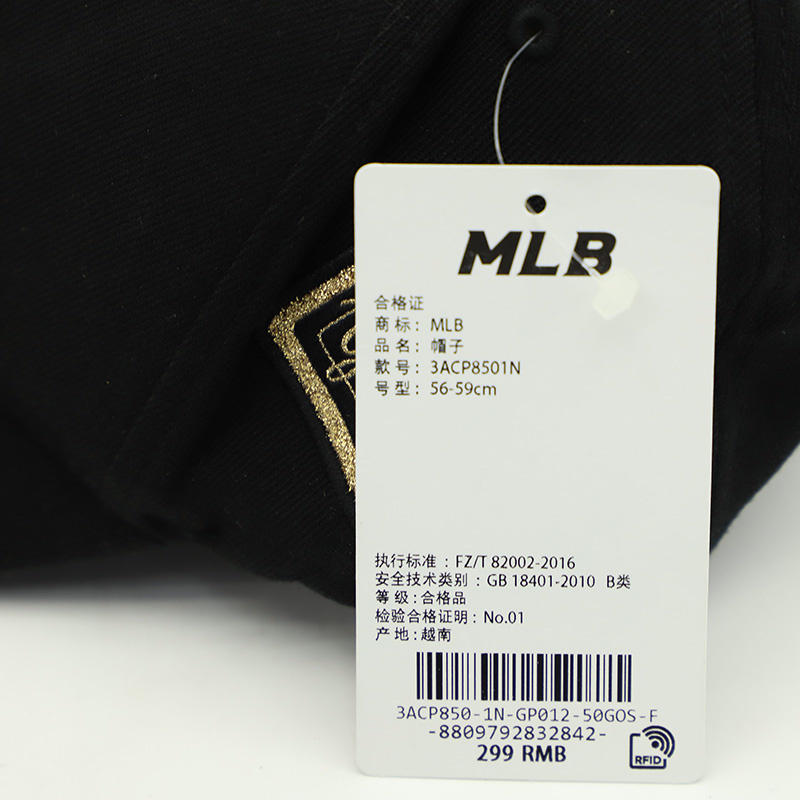 MLB
合格证
商标：MLB
品名：帽子
款号：3ACP8501N
号型：56-59cm
执行标准：FZ/T 82002-2016
安全技术类别：GB 18401-2010 B类
等级：合格品
检验合格证明：No.01
产地：越南
3ACP850-1N-GP012-50GOS-F
-8809792832842-
299 RMB
RFID